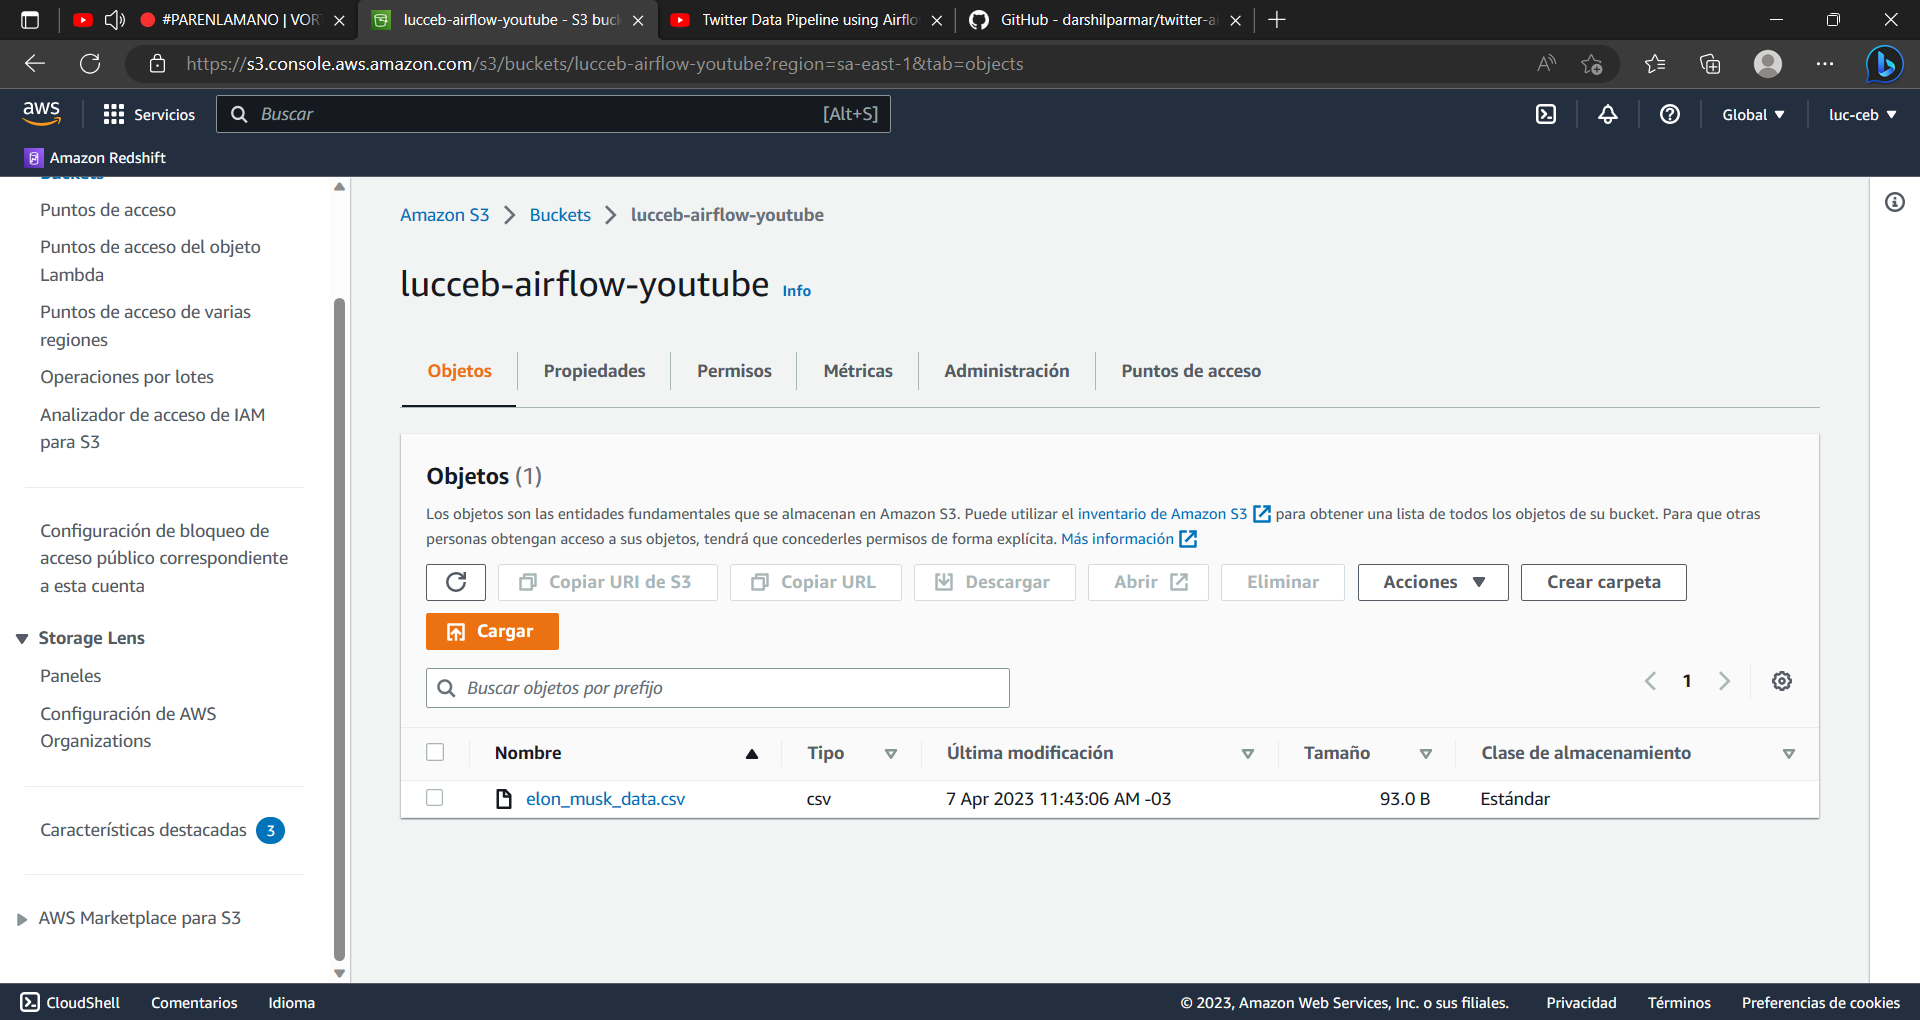 #PARENLAMANO | VOR
lucceb-airflow-youtube - S3 buc
Twitter Data Pipeline using Airflo
GitHub - darshilparmar/twitter-ai
https://s3.console.aws.amazon.com/s3/buckets/lucceb-airflow-youtube?region=sa-east-1&tab=objects
aws
Servicios
Buscar
[Alt+S]
Global
luc-ceb
Amazon Redshift
Buckets
Puntos de acceso
Puntos de acceso del objeto
Lambda
Puntos de acceso de varias
regiones
Operaciones por lotes
Analizador de acceso de IAM
para S3
Configuración de bloqueo de
acceso público correspondiente
a esta cuenta
Storage Lens
Paneles
Configuración de AWS
Organizations
Características destacadas 3
AWS Marketplace para S3
Amazon S3 > Buckets > lucceb-airflow-youtube
lucceb-airflow-youtube Info
Objetos
Propiedades
Permisos
Métricas
Administración
Puntos de acceso
Objetos (1)
Los objetos son las entidades fundamentales que se almacenan en Amazon S3. Puede utilizar el inventario de Amazon S3 para obtener una lista de todos los objetos de su bucket. Para que otras
personas obtengan acceso a sus objetos, tendrá que concederles permisos de forma explícita. Más información
Copiar URI de S3
Copiar URL
Descargar
Abrir
Eliminar
Acciones
Crear carpeta
Cargar
Buscar objetos por prefijo
1
Nombre Tipo Última modificación Tamaño Clase de almacenamiento
elon_musk_data.csv csv 7 Apr 2023 11:43:06 AM -03 93.0 B Estándar
CloudShell Comentarios Idioma
© 2023, Amazon Web Services, Inc. o sus filiales. Privacidad Términos Preferencias de cookies